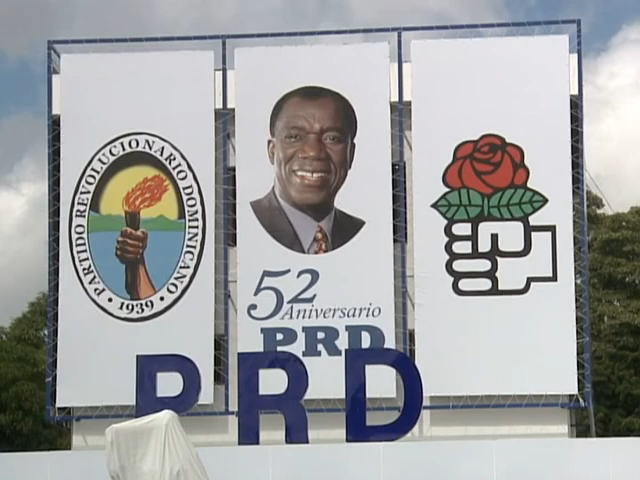 PARTIDO REVOLUCIONARIO DOMINICANO
• 1939 •
52
Aniversario
PRD
PRD